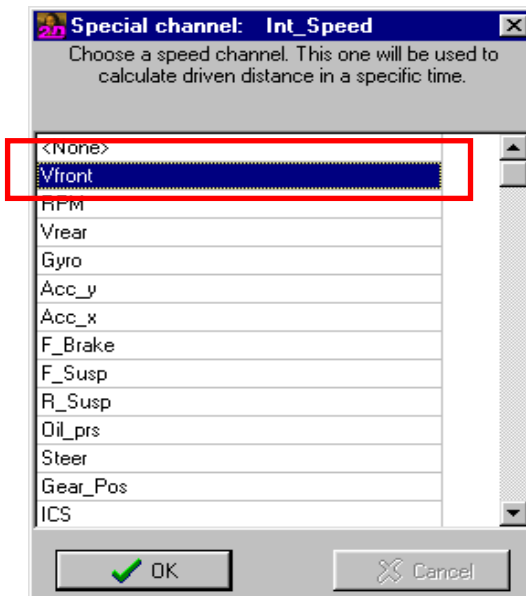 2D Special channel: Int_Speed
Choose a speed channel. This one will be used to
calculate driven distance in a specific time.
<None>
Vfront
RPM
Vrear
Gyro
Acc_y
Acc_x
F_Brake
F_Susp
R_Susp
Oil_prs
Steer
Gear_Pos
ICS
OK Cancel